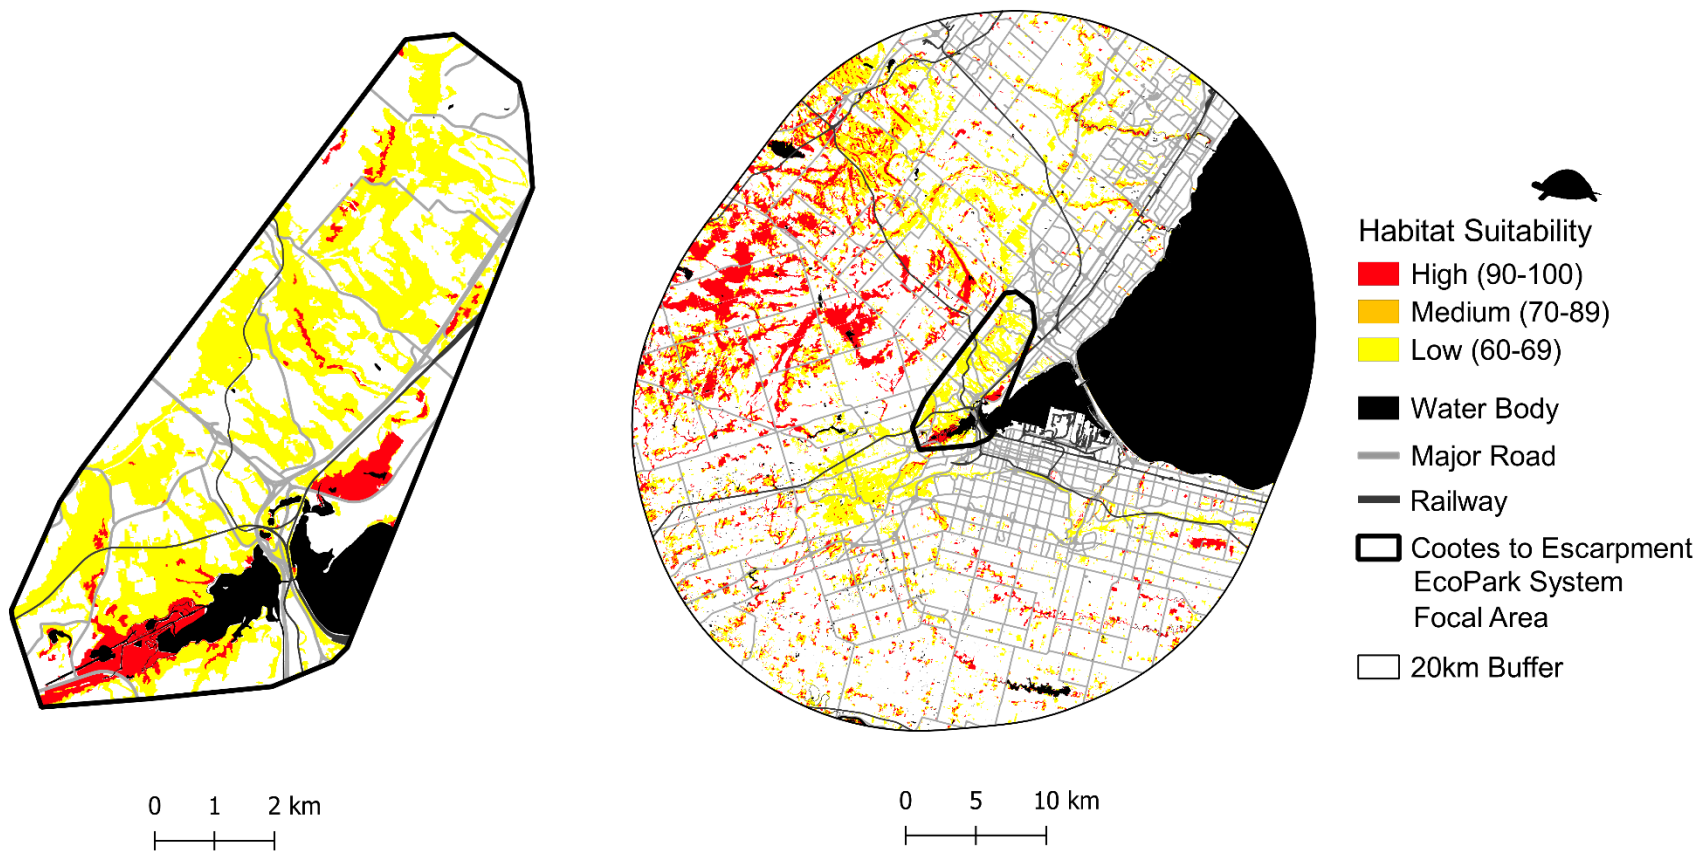 Habitat Suitability
High (90-100)
Medium (70-89)
Low (60-69)
Water Body
Major Road
Railway
Cootes to Escarpment
EcoPark System
Focal Area
20km Buffer
0 1 2 km
0 5 10 km